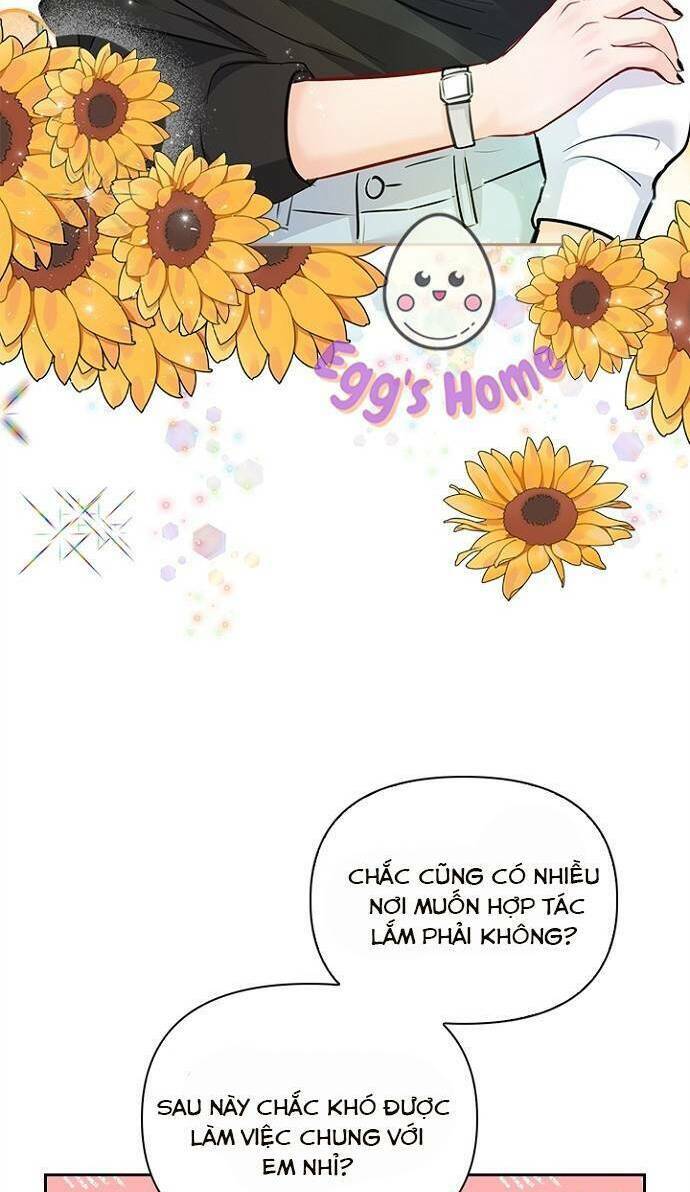 Egg's Home
CHẮC CŨNG CÓ NHIỀU
NƠI MUỐN HỢP TÁC
LẮM PHẢI KHÔNG?
SAU NÀY CHẮC KHÓ ĐƯỢC
LÀM VIỆC CHUNG VỚI
EM NHỈ?